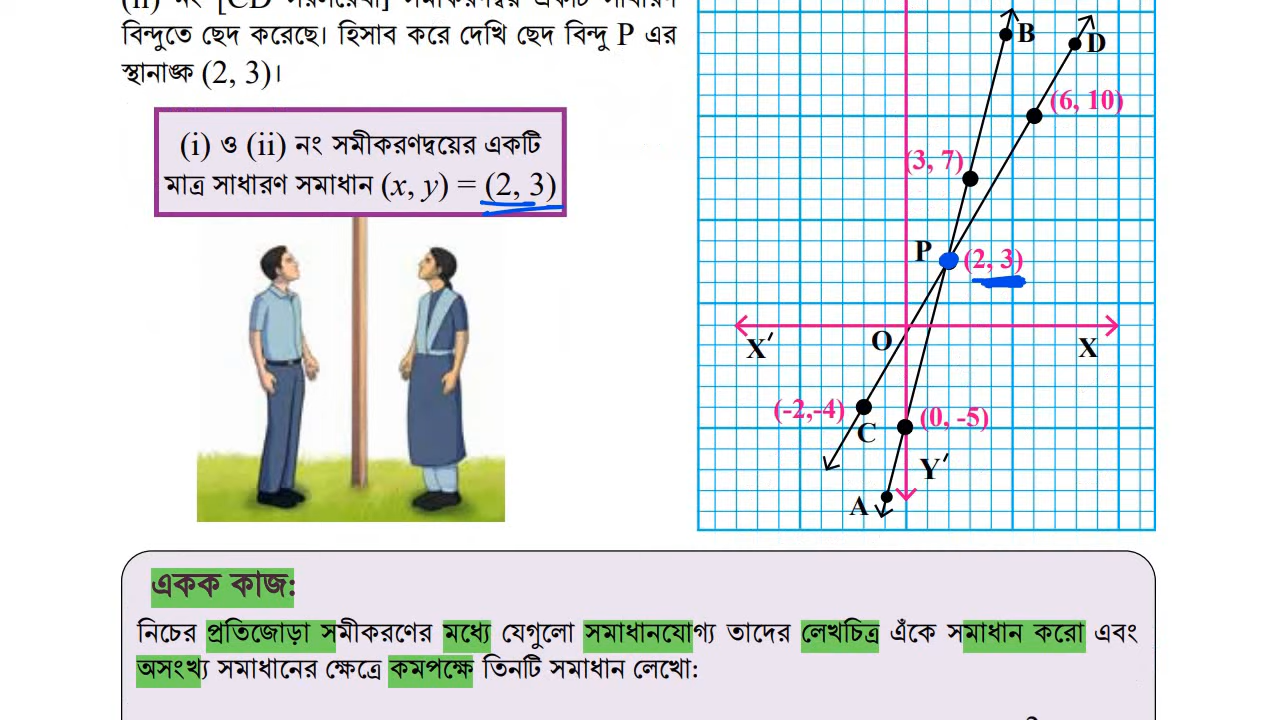 (ii) নং [CD সরলরেখা] সমীকরণদ্বয় একটি সাধারণ
বিন্দুতে ছেদ করেছে। হিসাব করে দেখি ছেদ বিন্দু P এর
স্থানাঙ্ক (2, 3)।
(i) ও (ii) নং সমীকরণদ্বয়ের একটি
মাত্র সাধারণ সমাধান (x, y) = (2, 3)
B
D
(6, 10)
(3, 7)
P
(2, 3)
O
X′
X
(-2,-4)
C
(0, -5)
Y′
A
একক কাজ:
নিচের প্রতিজোড়া সমীকরণের মধ্যে যেগুলো সমাধানযোগ্য তাদের লেখচিত্র এঁকে সমাধান করো এবং
অসংখ্য সমাধানের ক্ষেত্রে কমপক্ষে তিনটি সমাধান লেখো: